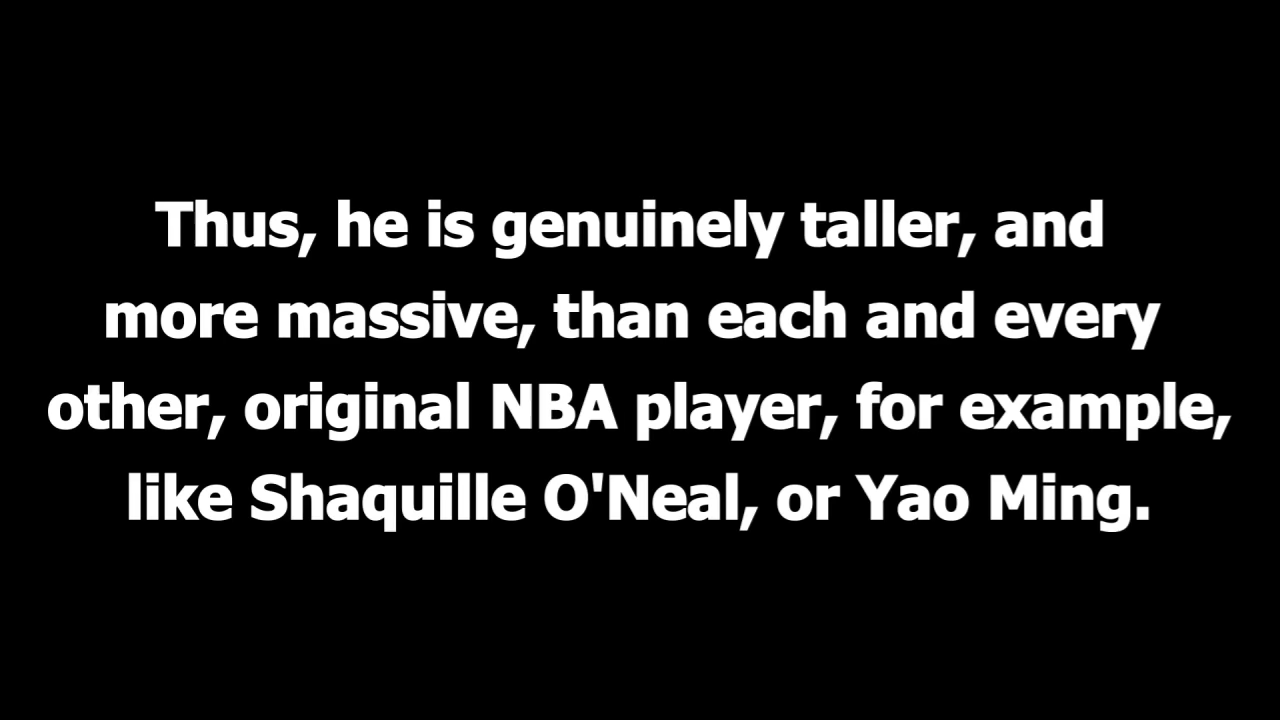 Thus, he is genuinely taller, and
more massive, than each and every
other, original NBA player, for example,
like Shaquille O'Neal, or Yao Ming.